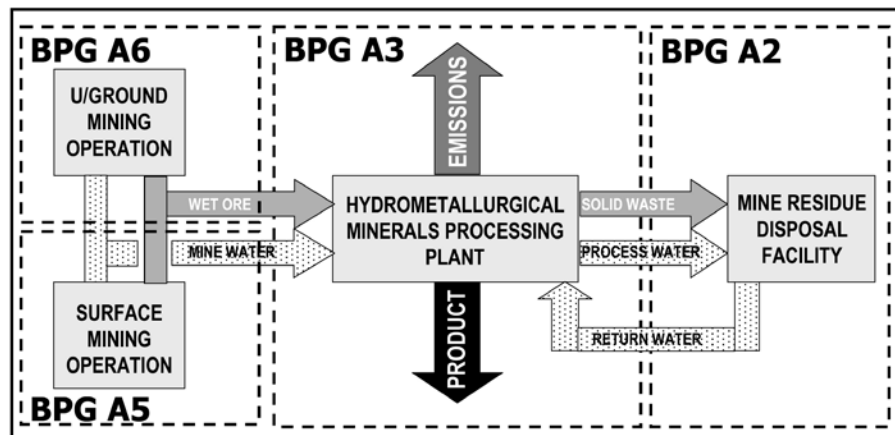 BPG A6
U/GROUND
MINING
OPERATION
SURFACE
MINING
OPERATION
BPG A5
WET ORE
MINE WATER
BPG A3
EMISSIONS
HYDROMETALLURGICAL
MINERALS PROCESSING
PLANT
PRODUCT
BPG A2
SOLID WASTE
PROCESS WATER
RETURN WATER
MINE RESIDUE
DISPOSAL
FACILITY